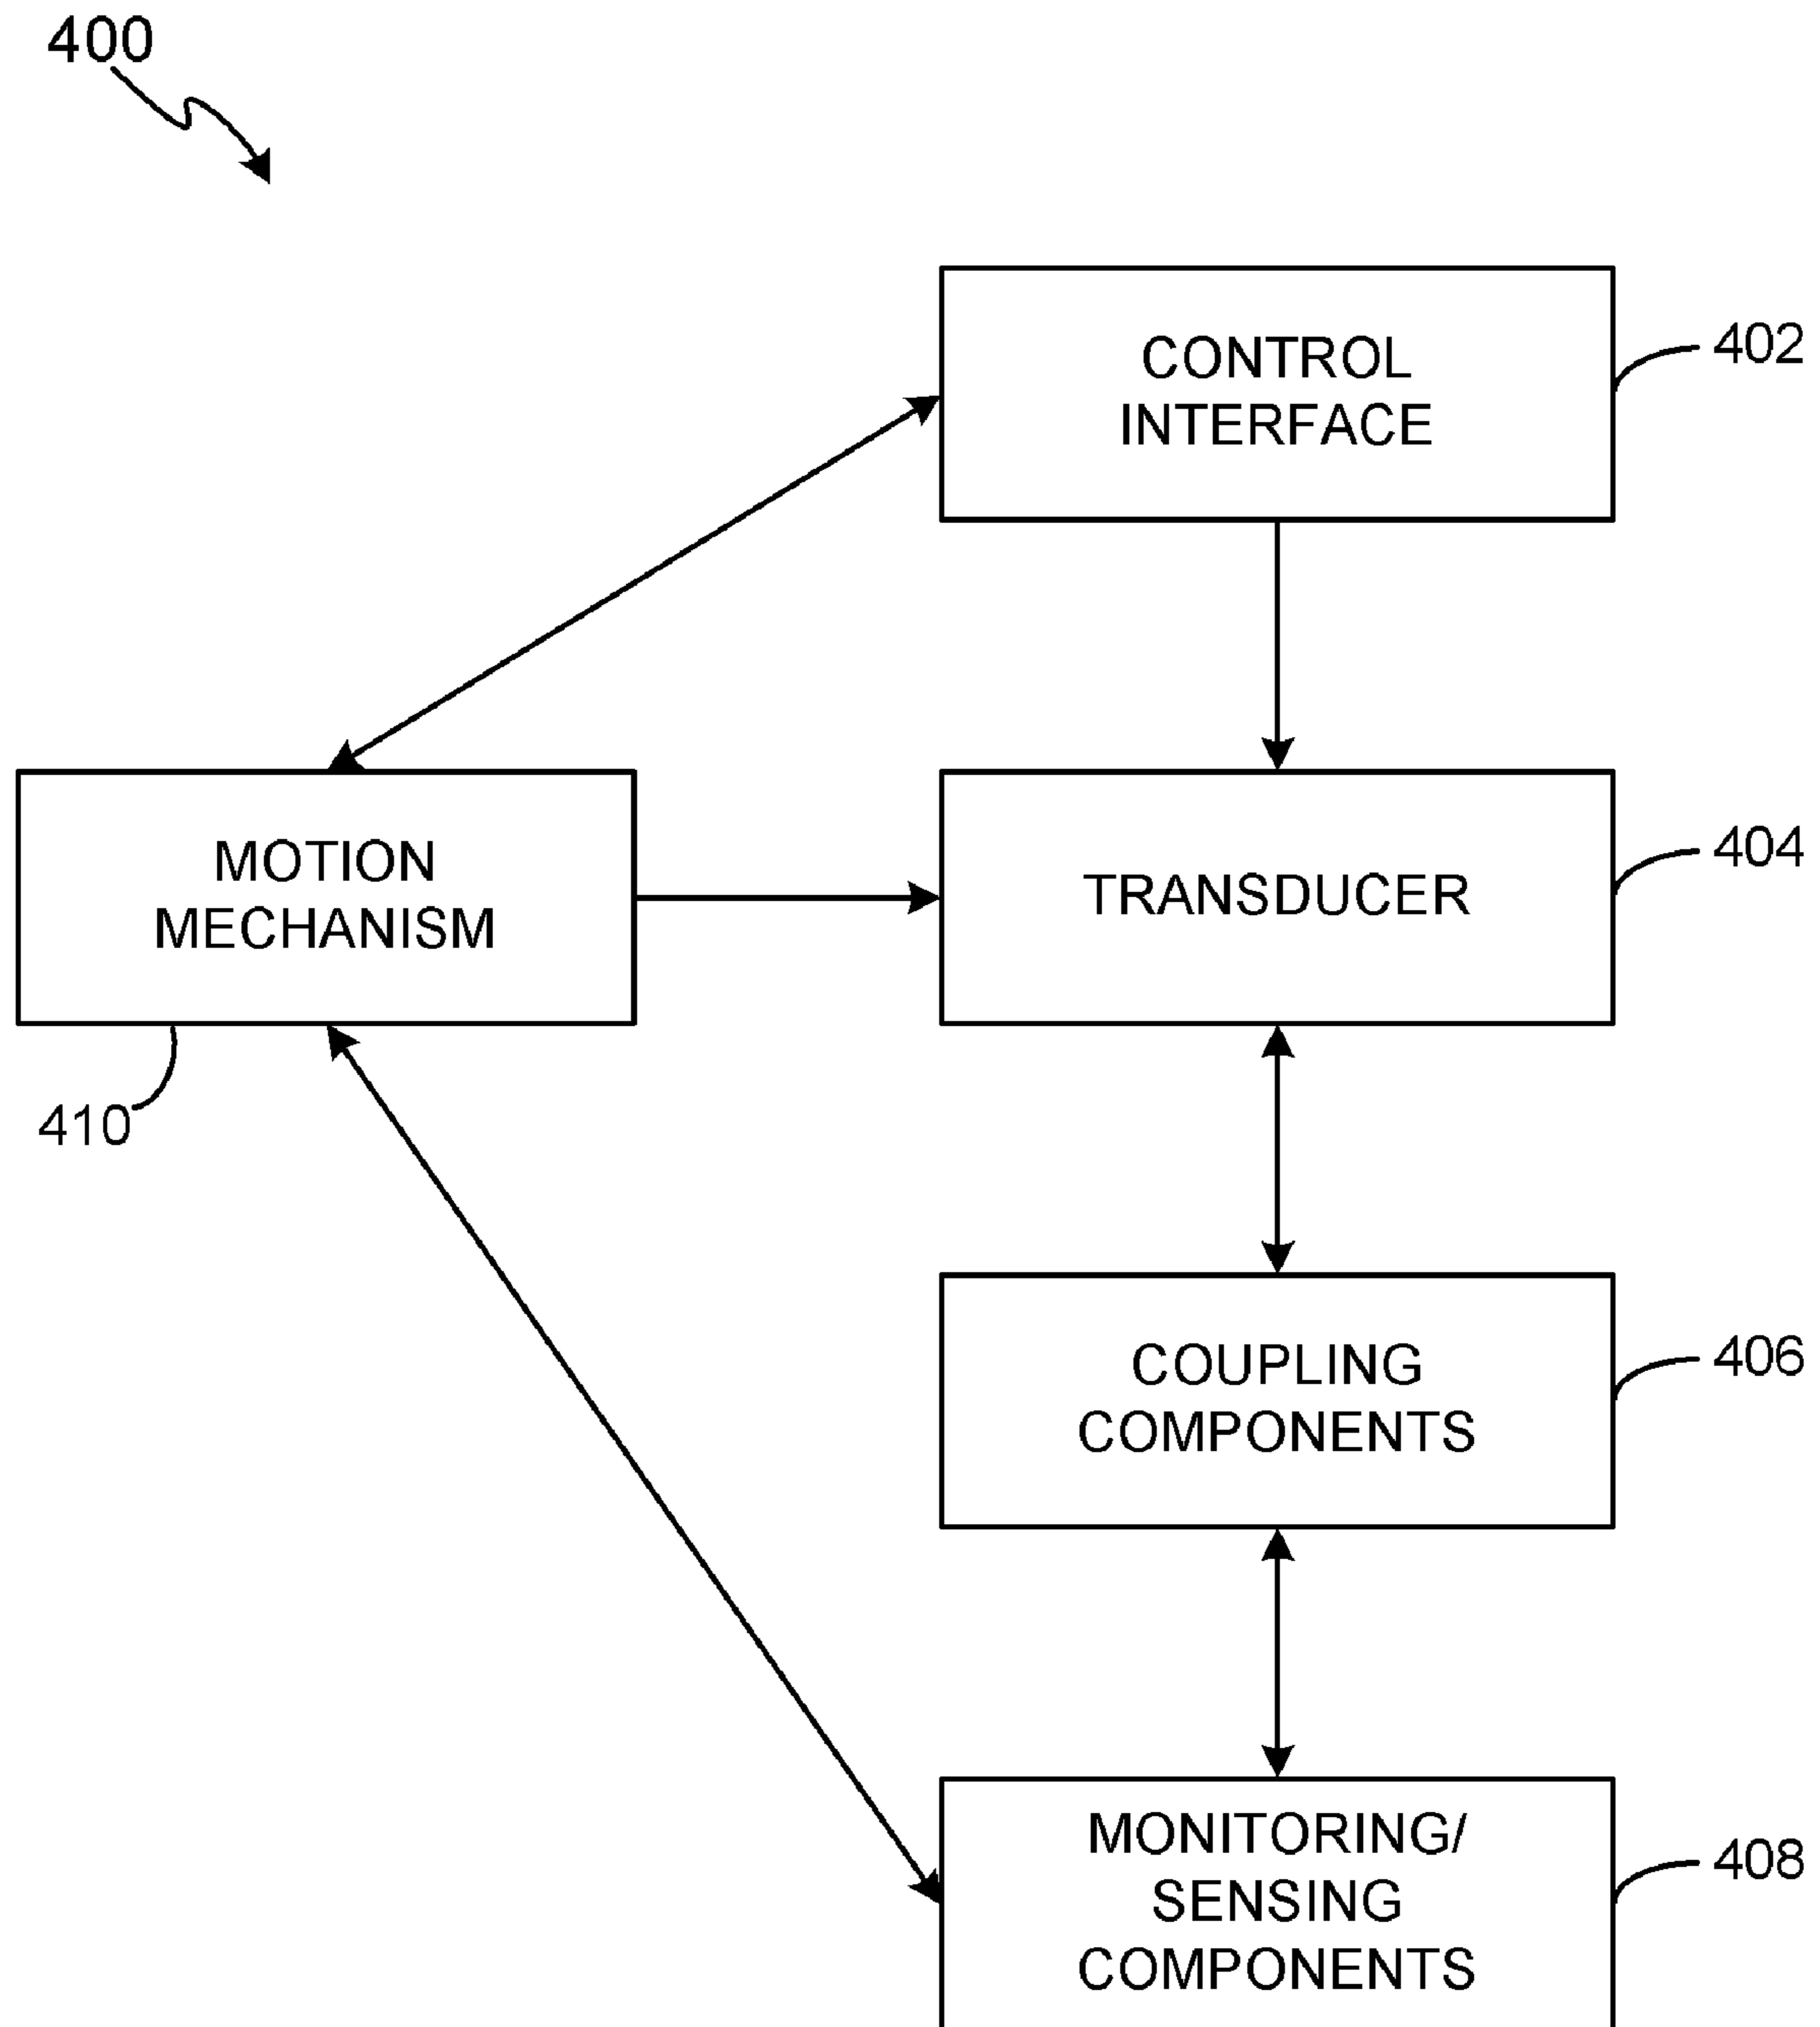 400
CONTROL
INTERFACE
402
MOTION
MECHANISM
410
TRANSDUCER
404
COUPLING
COMPONENTS
406
MONITORING/
SENSING
COMPONENTS
408